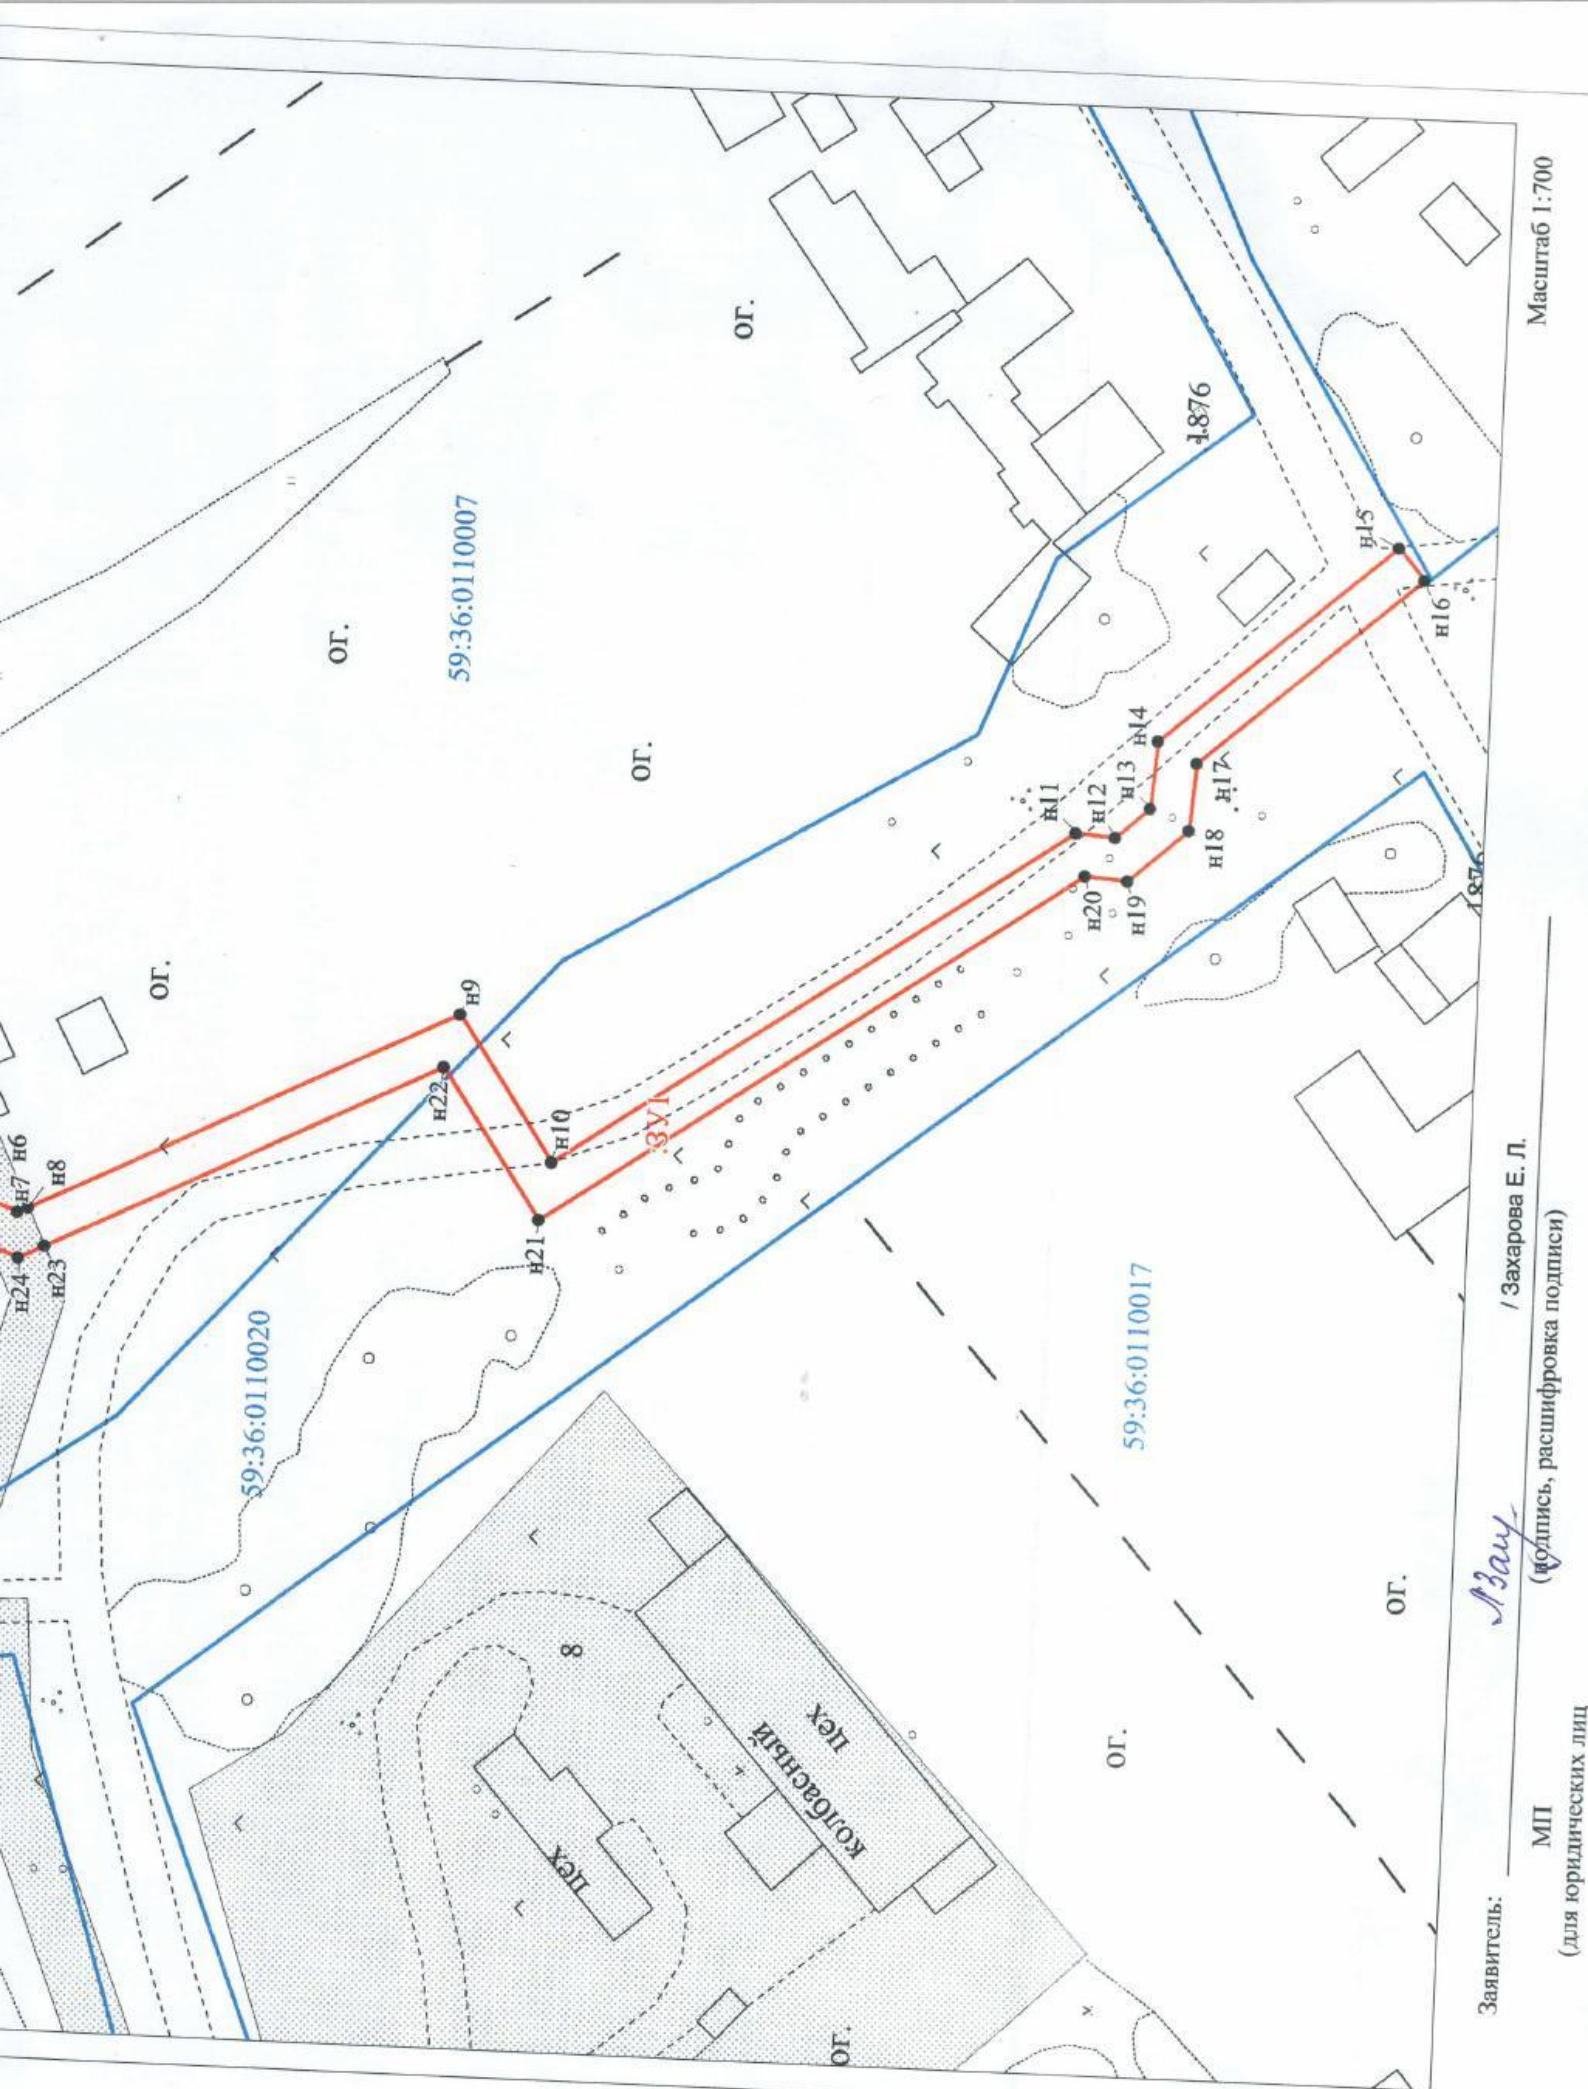 н24
н7
н6
н23
н8
ог.
59:36:0110007
ог.
ог.
ог.
н22
н9
59:36:0110020
н21
н10
:ЗУ1
н11
н12
н13
н14
н20
н19
н18
н17
н15
н16
1876
1876
8
цех
колбасный
цех
59:36:0110017
ог.
ог.
ог.
Масштаб 1:700
Заявитель:
/ Захарова Е. Л.
(подпись, расшифровка подписи)
МП
(для юридических лиц